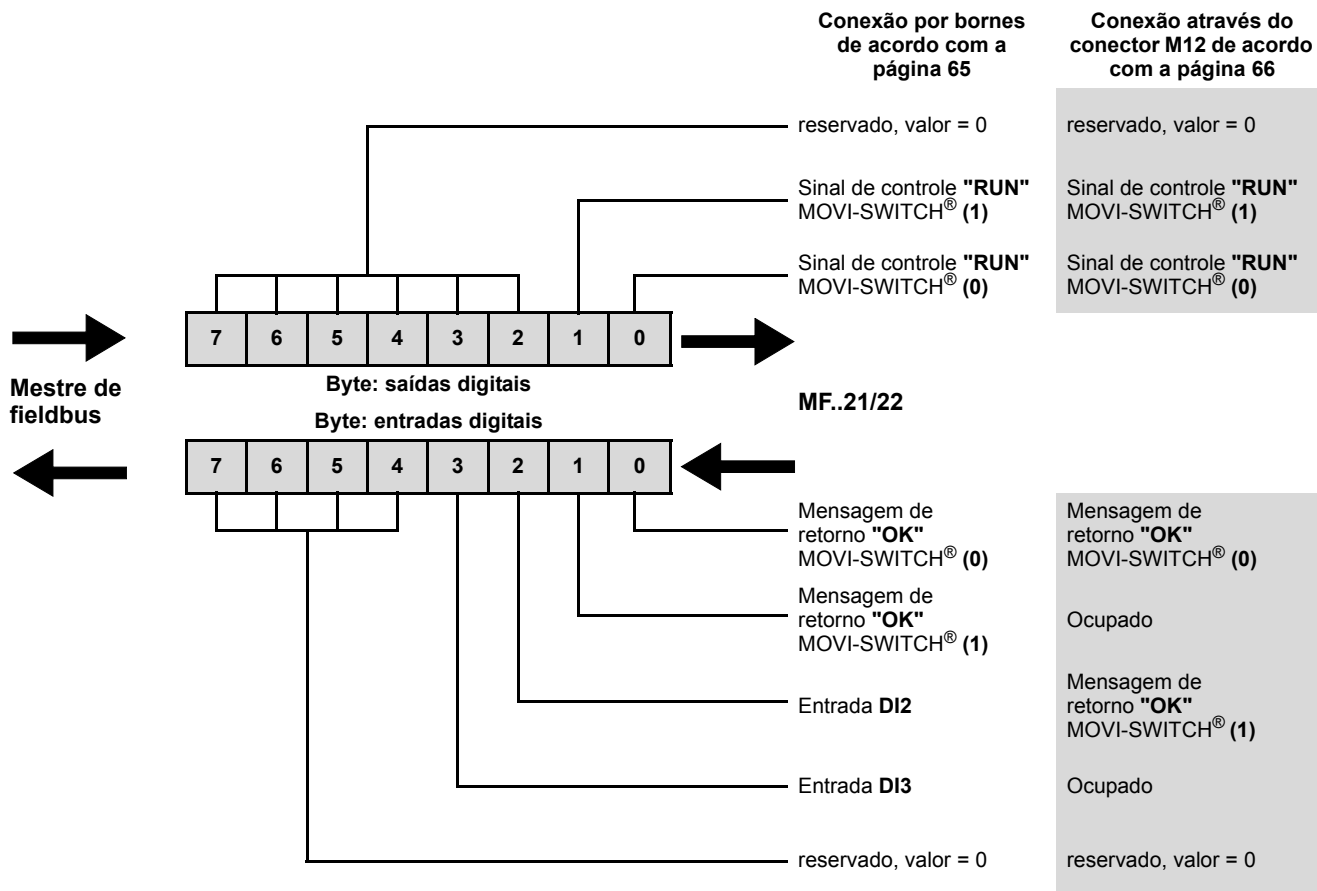 Conexão por bornes
de acordo com a
página 65
Conexão através do
conector M12 de acordo
com a página 66
reservado, valor = 0
reservado, valor = 0
Sinal de controle "RUN"
MOVI-SWITCH® (1)
Sinal de controle "RUN"
MOVI-SWITCH® (1)
Sinal de controle "RUN"
MOVI-SWITCH® (0)
Sinal de controle "RUN"
MOVI-SWITCH® (0)
7 6 5 4 3 2 1 0
Byte: saídas digitais
Mestre de
fieldbus
MF..21/22
Byte: entradas digitais
7 6 5 4 3 2 1 0
Mensagem de
retorno "OK"
MOVI-SWITCH® (0)
Mensagem de
retorno "OK"
MOVI-SWITCH® (0)
Mensagem de
retorno "OK"
MOVI-SWITCH® (1)
Ocupado
Entrada DI2
Mensagem de
retorno "OK"
MOVI-SWITCH® (1)
Entrada DI3
Ocupado
reservado, valor = 0
reservado, valor = 0